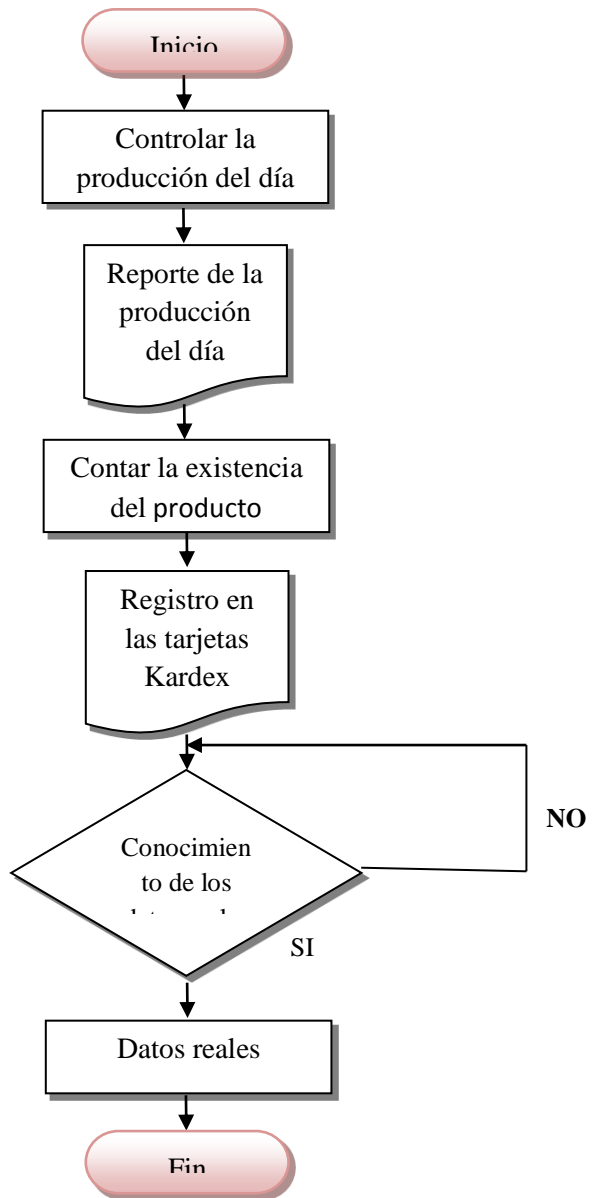 Inicio
Controlar la
producción del día
Reporte de la
producción
del día
Contar la existencia
del producto
Registro en
las tarjetas
Kardex
NO
Conocimien
to de los
SI
Datos reales
Fin